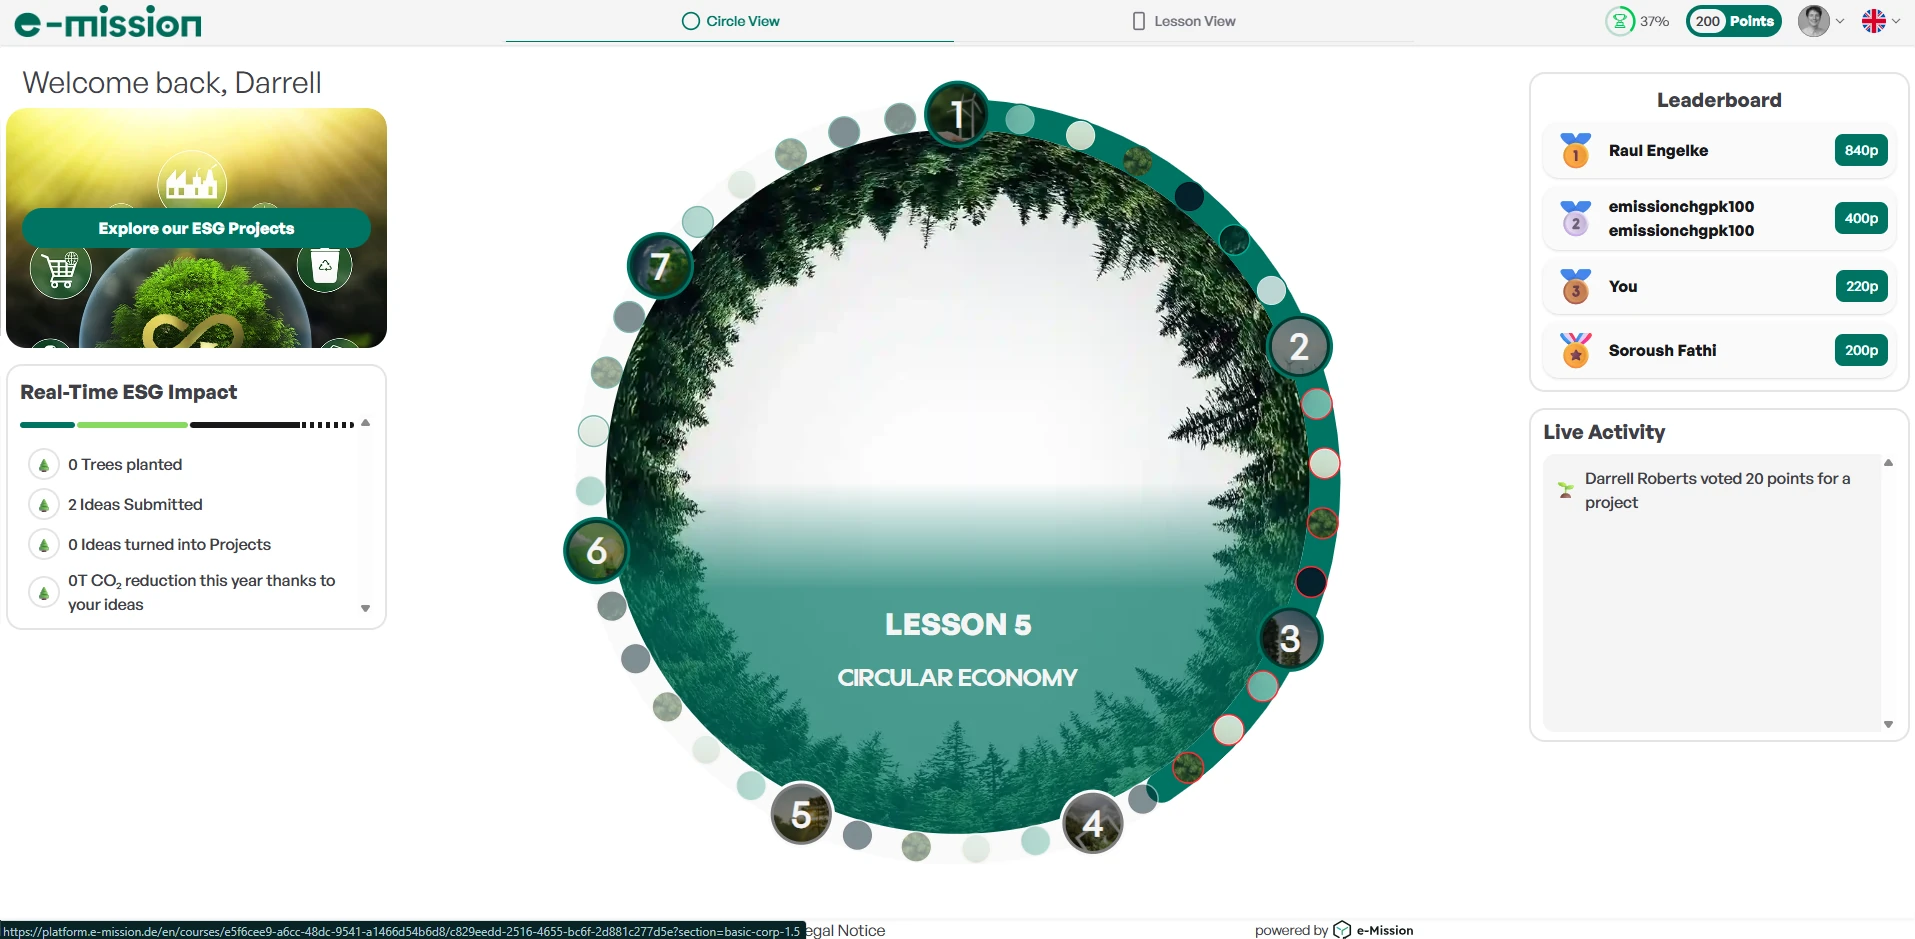 e-mission
Circle View
Lesson View
37%
200 Points
Welcome back, Darrell
Explore our ESG Projects
Real-Time ESG Impact
0 Trees planted
2 Ideas Submitted
0 Ideas turned into Projects
0T CO₂ reduction this year thanks to
your ideas
1
2
3
4
5
6
7
LESSON 5
CIRCULAR ECONOMY
Leaderboard
1
Raul Engelke
840p
2
emissionchgpk100
emissionchgpk100
400p
3
You
220p
Soroush Fathi
200p
Live Activity
Darrell Roberts voted 20 points for a
project
https://platform.e-mission.de/en/courses/e5f6cee9-a6cc-48dc-9541-a1466d54b6d8/c829eedd-2516-4655-bc6f-2d881c277d5e?section=basic-corp-1.5
egal Notice
powered by e-Mission